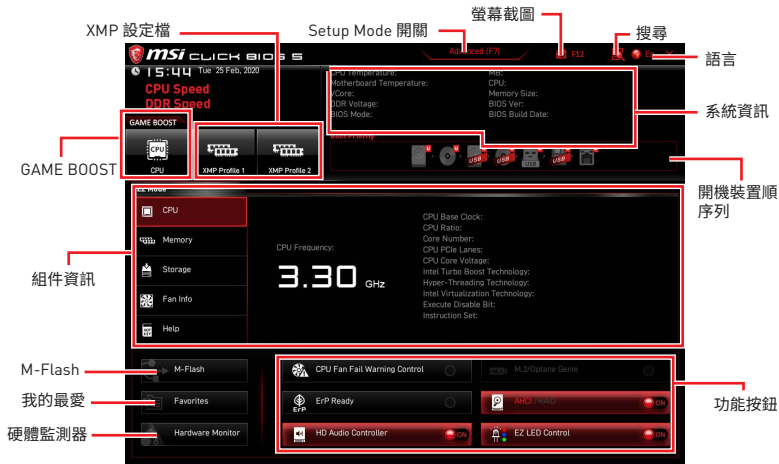 XMP 設定檔
Setup Mode 開關
螢幕截圖
搜尋
語言
系統資訊
開機裝置順
序列
GAME BOOST
組件資訊
M-Flash
我的最愛
硬體監測器
功能按鈕
msi CLICK BIOS 5
Advanced (F7)
F12
En
15:44 Tue 25 Feb, 2020
CPU Speed
DDR Speed
CPU Temperature:
Motherboard Temperature:
VCore:
DDR Voltage:
BIOS Mode:
MB:
CPU:
Memory Size:
BIOS Ver:
BIOS Build Date:
Boot Priority
GAME BOOST
CPU
CPU
XMP Profile 1
XMP Profile 2
U
U
USB
USB
USB
USB
U
EZ Mode
CPU
Memory
Storage
Fan Info
Help
CPU Frequency:
3.30 GHz
CPU Base Clock:
CPU Ratio:
Core Number:
CPU PCIe Lanes:
CPU Core Voltage:
Intel Turbo Boost Technology:
Hyper-Threading Technology:
Intel Virtualization Technology:
Execute Disable Bit:
Instruction Set:
M-Flash
Favorites
Hardware Monitor
CPU Fan Fail Warning Control
M.2/Optane Genie
ErP
ErP Ready
AHCI /RAID
ON
HD Audio Controller
ON
EZ LED Control
ON